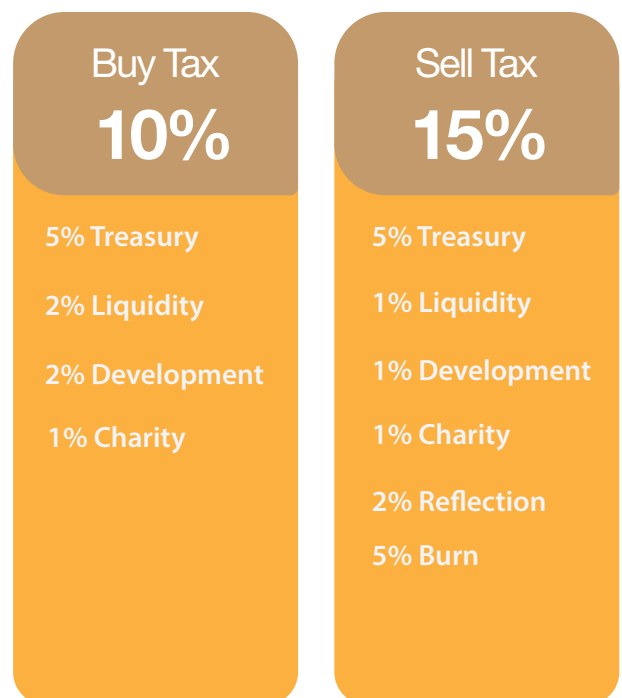 Buy Tax
10%
5% Treasury
2% Liquidity
2% Development
1% Charity
Sell Tax
15%
5% Treasury
1% Liquidity
1% Development
1% Charity
2% Reflection
5% Burn